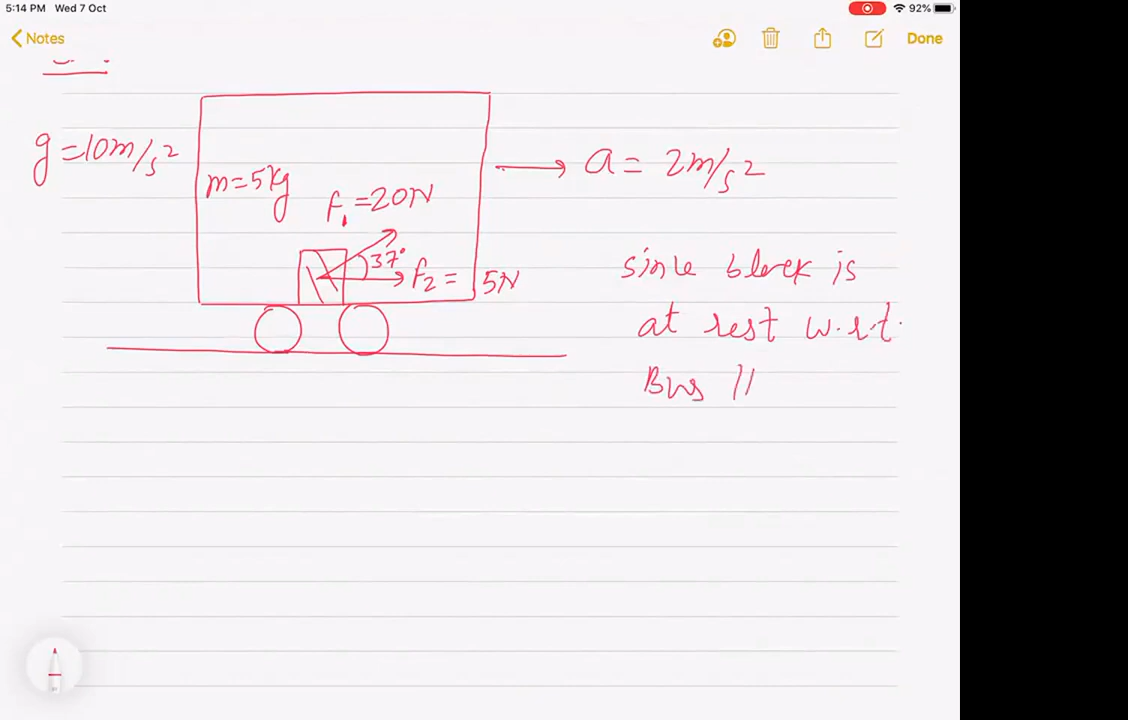 5:14 PM Wed 7 Oct
92%
Notes
Done
g=10m/s²
m=5kg
f₁=20N
37°
f₂= 5N
a= 2m/s²
since block is
at rest w.r.t.
Bus //